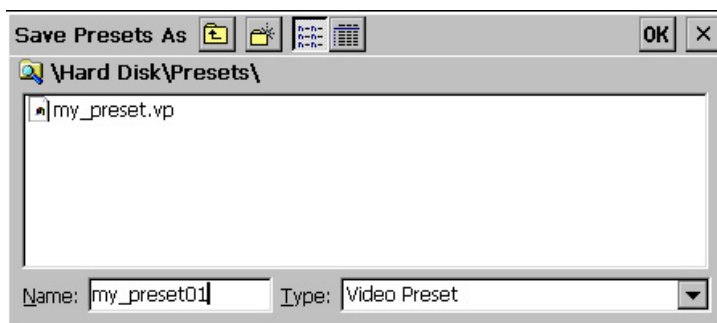 Save Presets As OK
\Hard Disk\Presets\
my_preset.vp
Name: my_preset01 Type: Video Preset